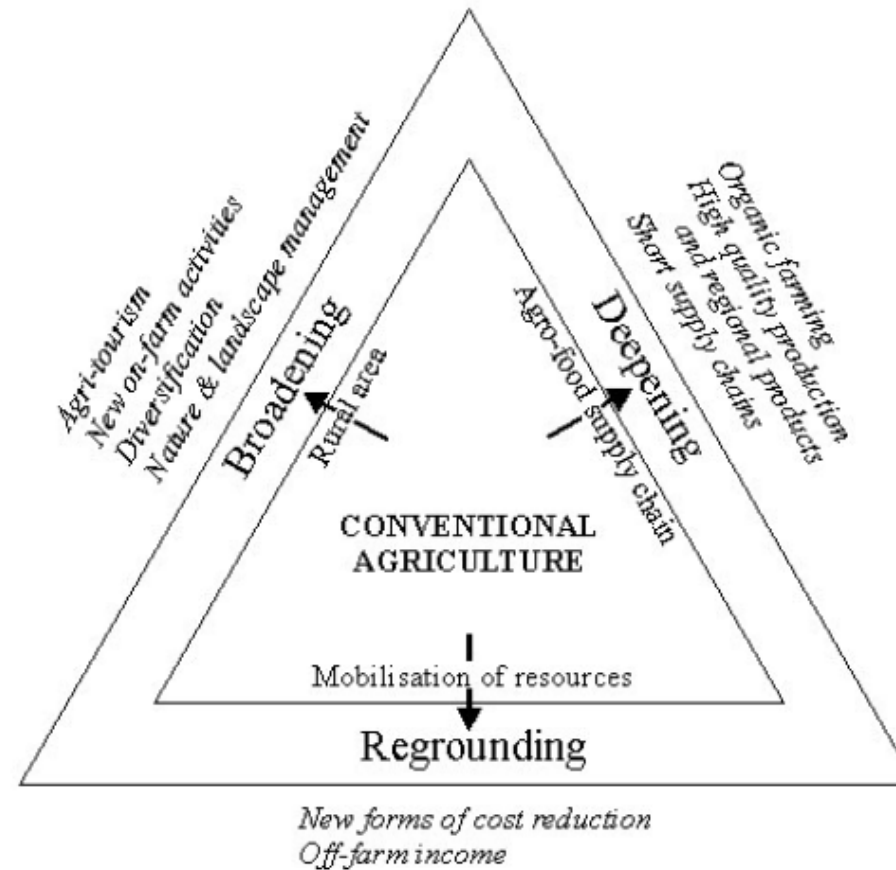 Agri-tourism
New on-farm activities
Diversification
Nature & landscape management
Broadening
Rural area
Organic farming
High quality production
and regional products
Short supply chains
Deepening
Agro-food supply chain
CONVENTIONAL
AGRICULTURE
Mobilisation of resources
Regrounding
New forms of cost reduction
Off-farm income